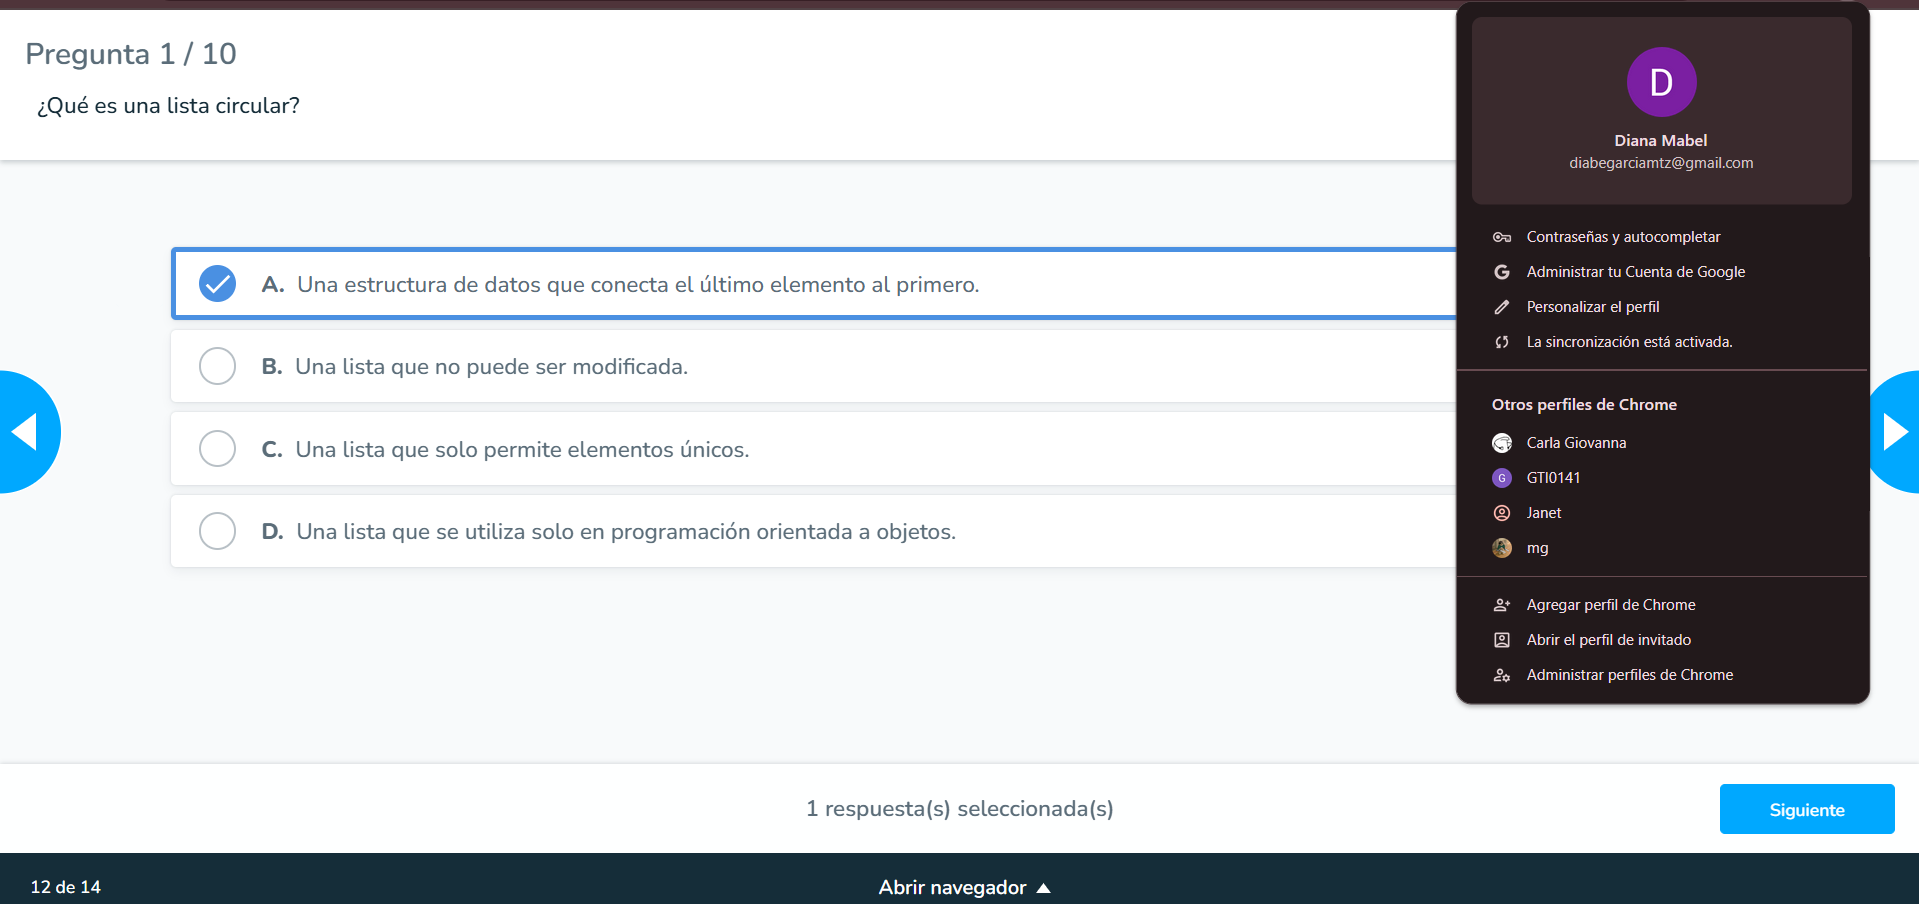 Pregunta 1 / 10
¿Qué es una lista circular?
A. Una estructura de datos que conecta el último elemento al primero.
B. Una lista que no puede ser modificada.
C. Una lista que solo permite elementos únicos.
D. Una lista que se utiliza solo en programación orientada a objetos.
1 respuesta(s) seleccionada(s)
Siguiente
12 de 14
Abrir navegador
D
Diana Mabel
diabegarciamtz@gmail.com
Contraseñas y autocompletar
G Administrar tu Cuenta de Google
Personalizar el perfil
La sincronización está activada.
Otros perfiles de Chrome
Carla Giovanna
G GTI0141
Janet
mg
Agregar perfil de Chrome
Abrir el perfil de invitado
Administrar perfiles de Chrome